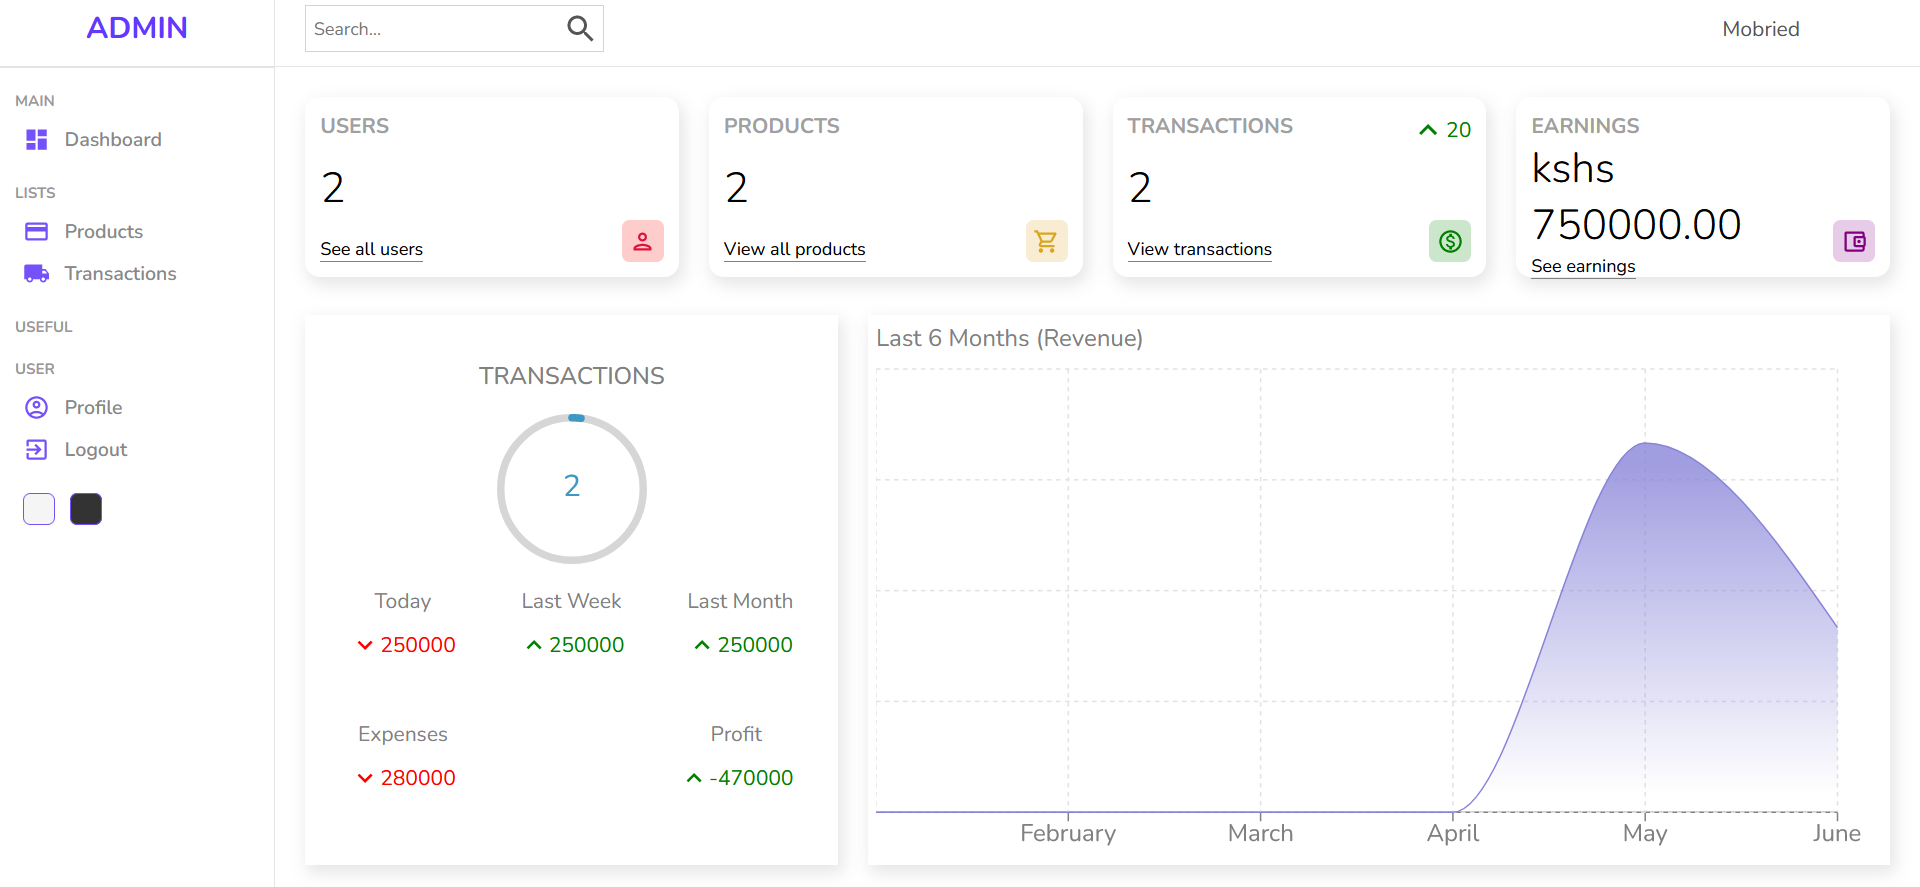 ADMIN
Search...
Mobried
MAIN
Dashboard
LISTS
Products
Transactions
USEFUL
USER
Profile
Logout
USERS
2
See all users
PRODUCTS
2
View all products
TRANSACTIONS
20
2
View transactions
EARNINGS
kshs
750000.00
See earnings
TRANSACTIONS
2
Today Last Week Last Month
250000 250000 250000
Expenses Profit
280000 -470000
Last 6 Months (Revenue)
February March April May June